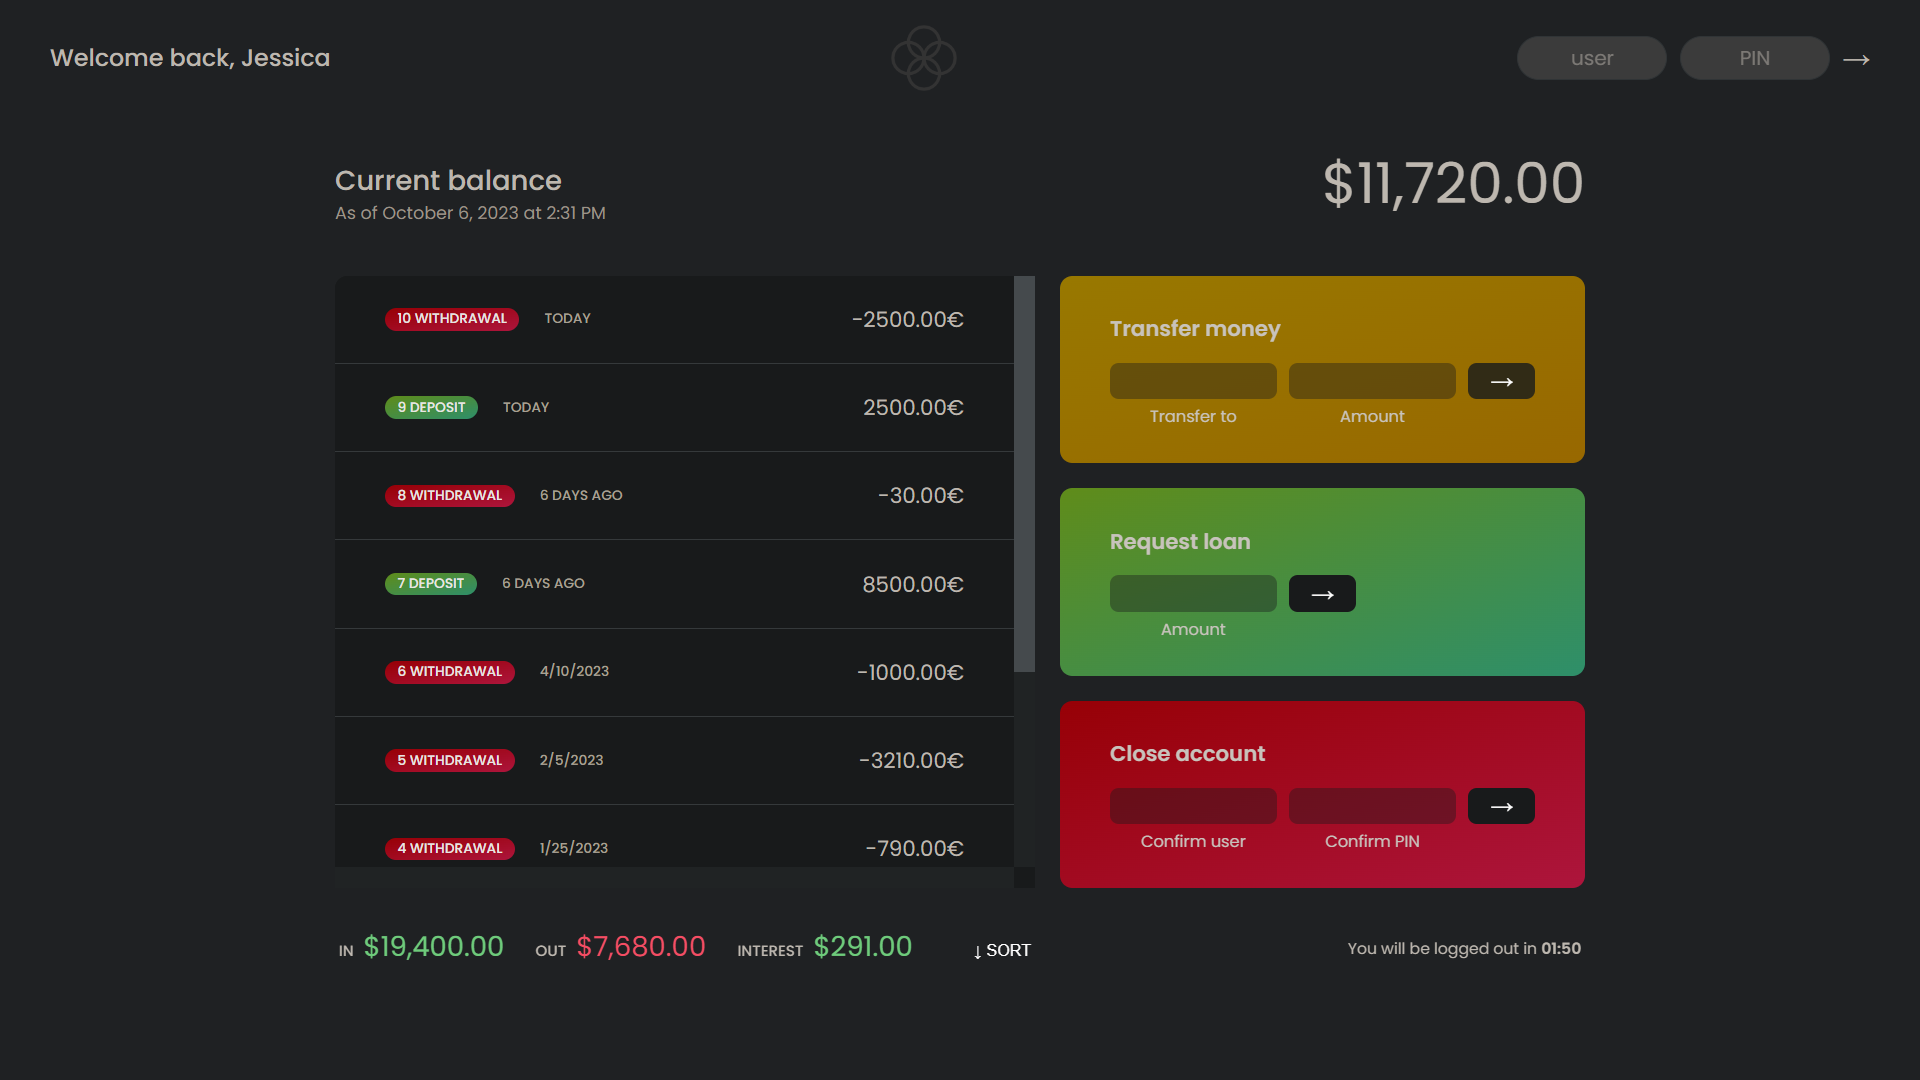 Welcome back, Jessica
user PIN →
Current balance
As of October 6, 2023 at 2:31 PM
$11,720.00
10 WITHDRAWAL TODAY -2500.00€
9 DEPOSIT TODAY 2500.00€
8 WITHDRAWAL 6 DAYS AGO -30.00€
7 DEPOSIT 6 DAYS AGO 8500.00€
6 WITHDRAWAL 4/10/2023 -1000.00€
5 WITHDRAWAL 2/5/2023 -3210.00€
4 WITHDRAWAL 1/25/2023 -790.00€
Transfer money
→
Transfer to Amount
Request loan
→
Amount
Close account
→
Confirm user Confirm PIN
IN $19,400.00 OUT $7,680.00 INTEREST $291.00 ↓ SORT
You will be logged out in 01:50